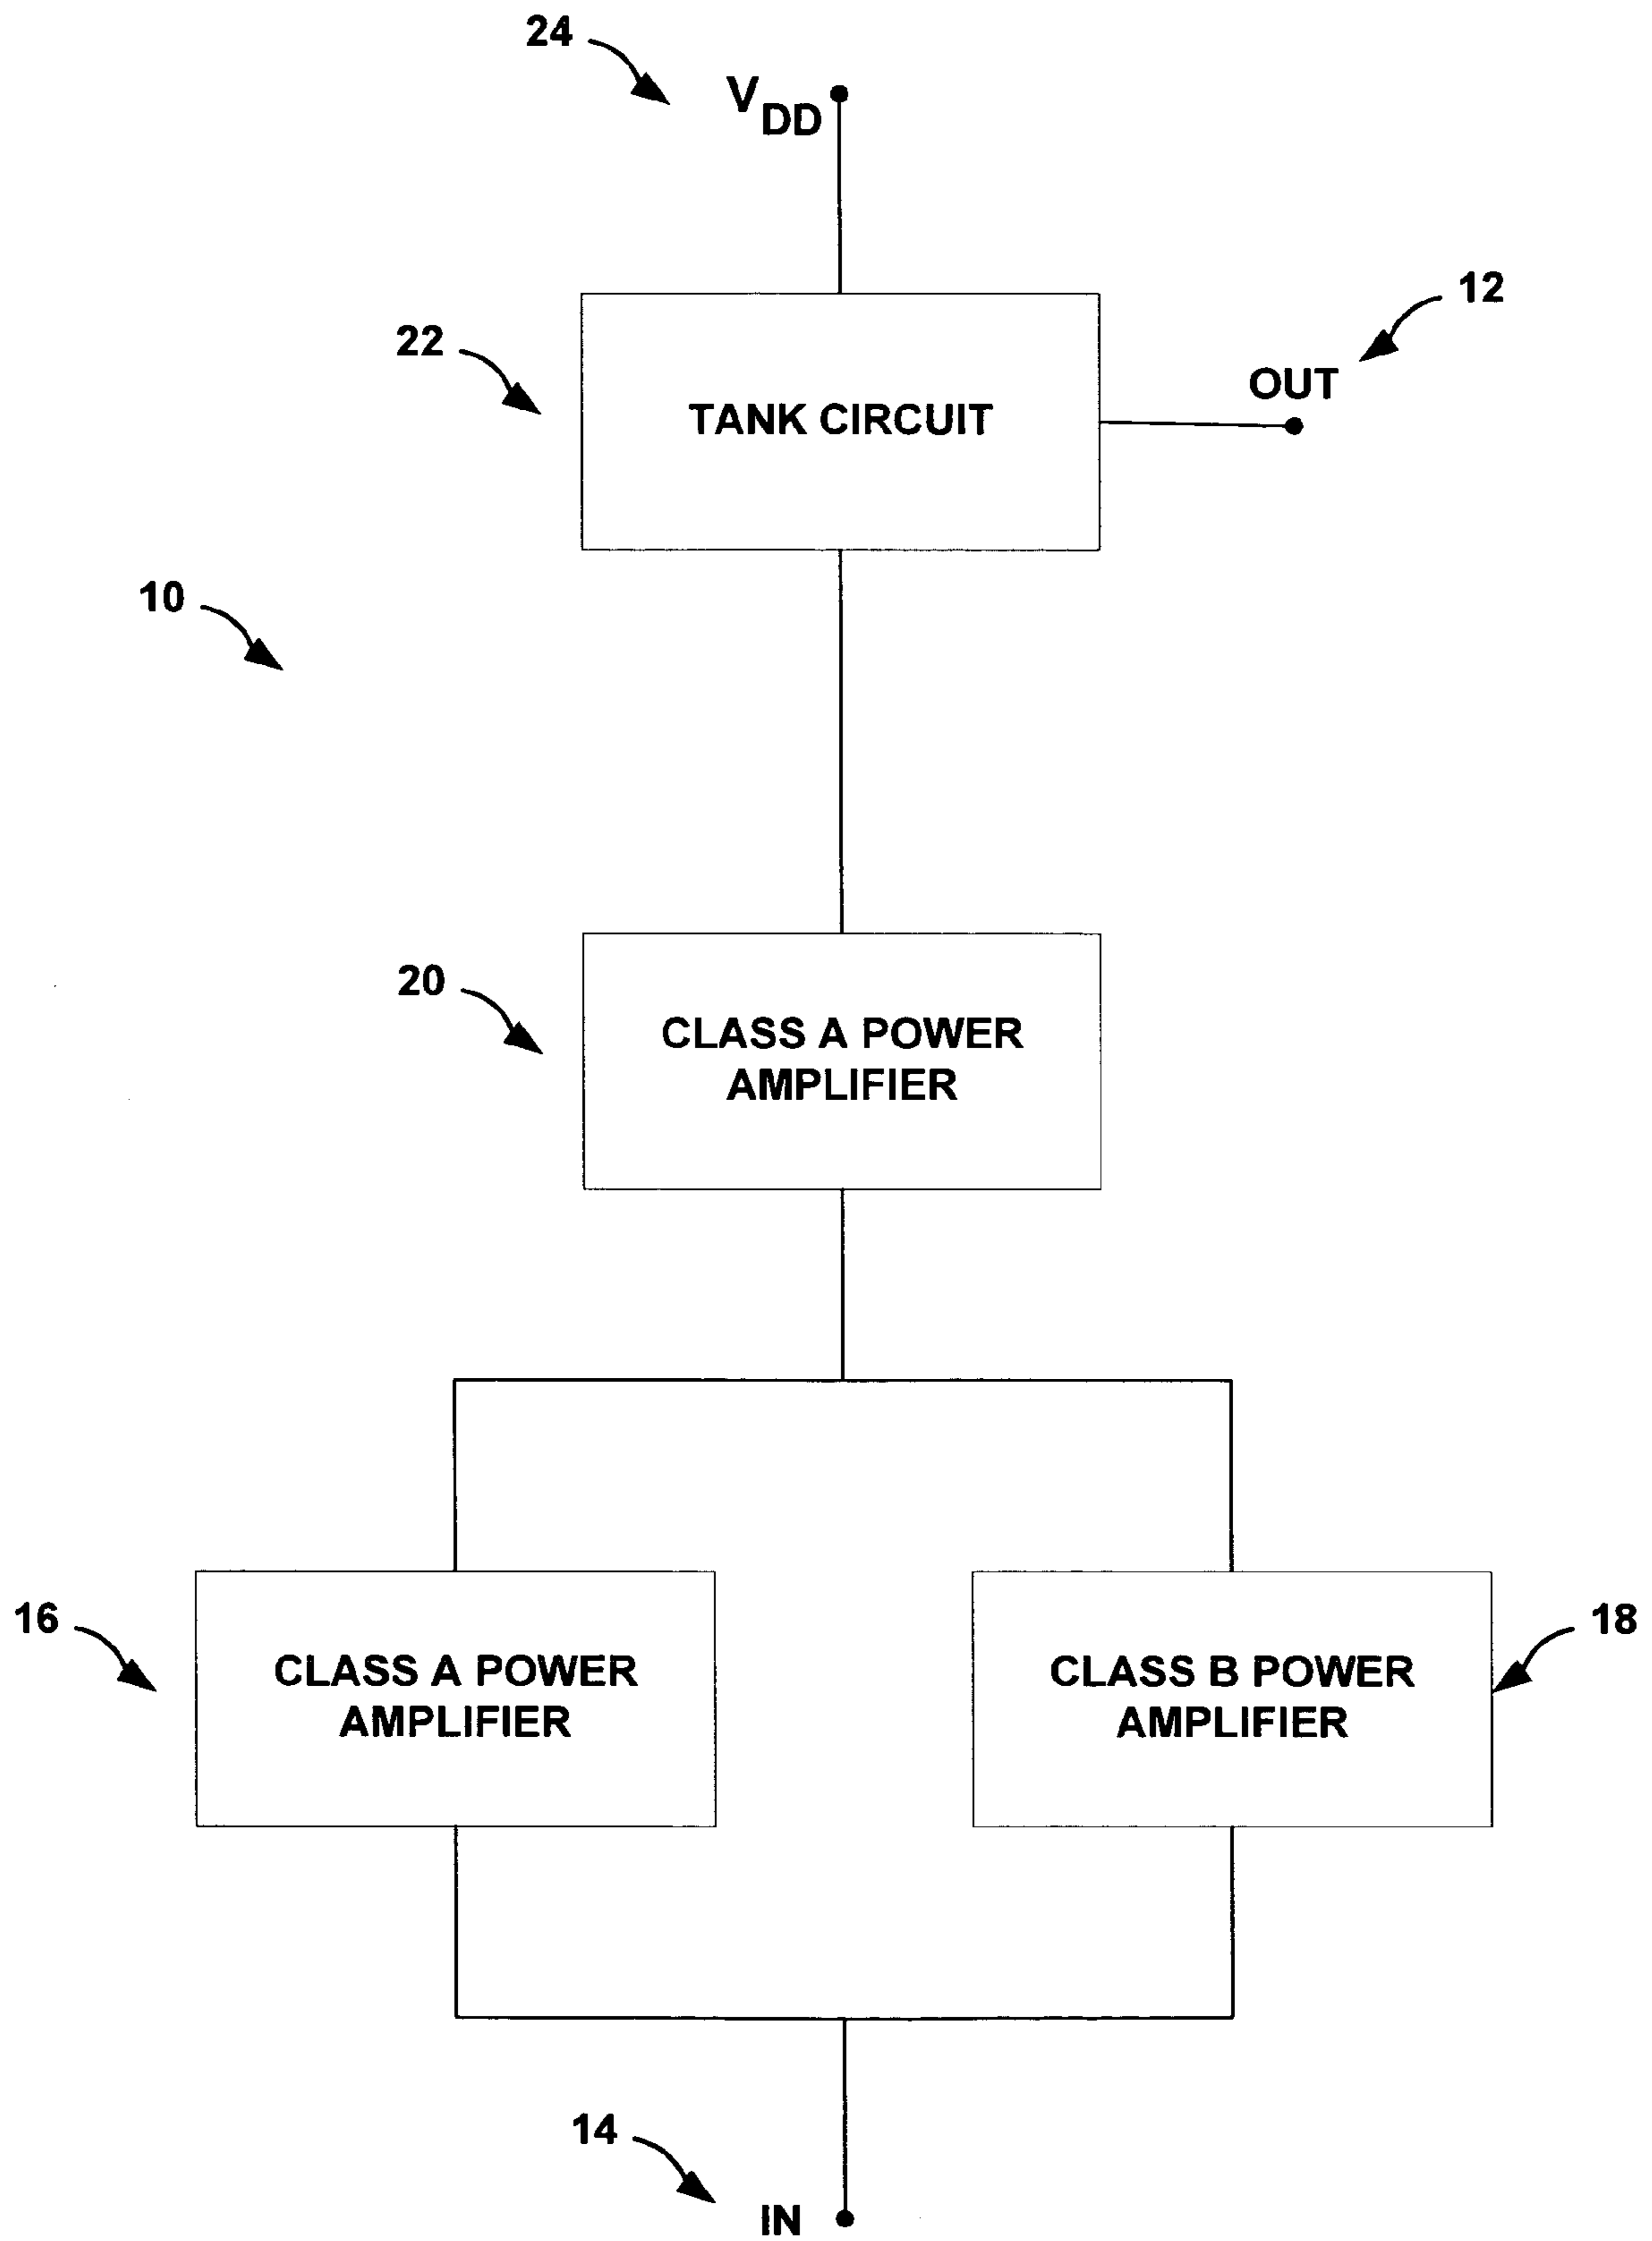 24
VDD
12
22
OUT
TANK CIRCUIT
10
20
CLASS A POWER
AMPLIFIER
16
CLASS A POWER
AMPLIFIER
CLASS B POWER
AMPLIFIER
18
14
IN